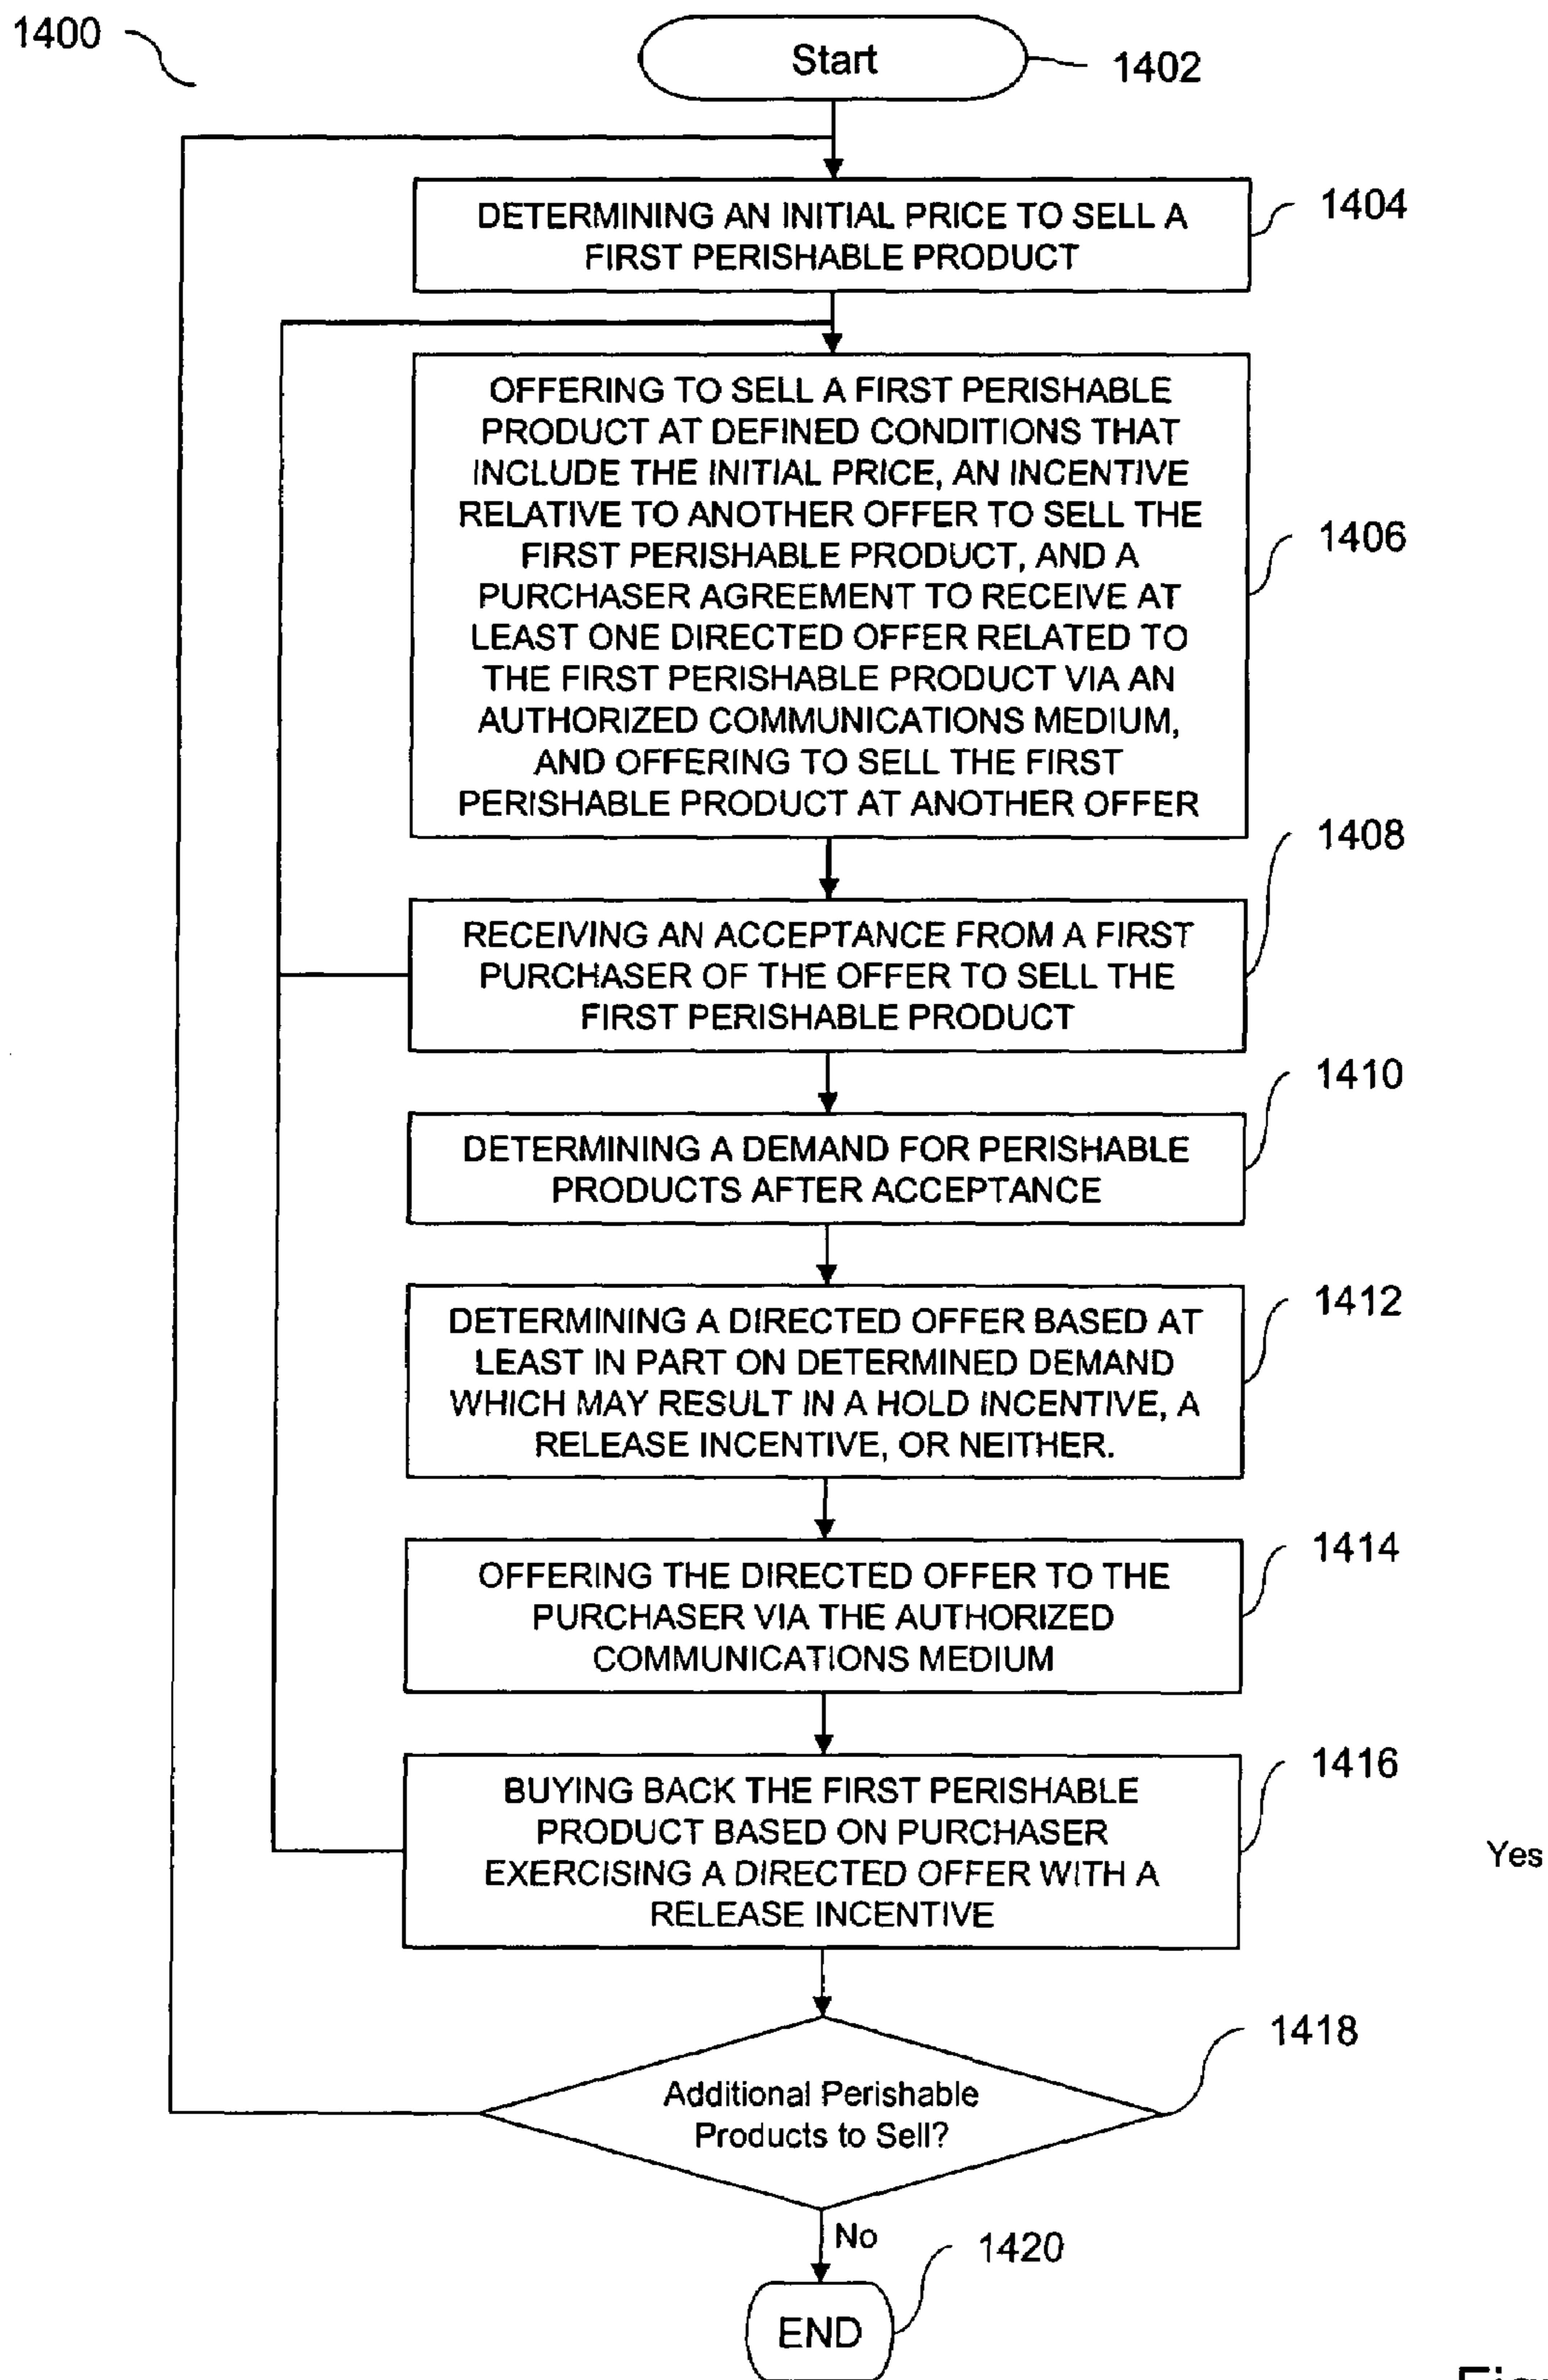 1400
Start
1402
DETERMINING AN INITIAL PRICE TO SELL A
FIRST PERISHABLE PRODUCT
1404
OFFERING TO SELL A FIRST PERISHABLE
PRODUCT AT DEFINED CONDITIONS THAT
INCLUDE THE INITIAL PRICE, AN INCENTIVE
RELATIVE TO ANOTHER OFFER TO SELL THE
FIRST PERISHABLE PRODUCT, AND A
PURCHASER AGREEMENT TO RECEIVE AT
LEAST ONE DIRECTED OFFER RELATED TO
THE FIRST PERISHABLE PRODUCT VIA AN
AUTHORIZED COMMUNICATIONS MEDIUM,
AND OFFERING TO SELL THE FIRST
PERISHABLE PRODUCT AT ANOTHER OFFER
1406
RECEIVING AN ACCEPTANCE FROM A FIRST
PURCHASER OF THE OFFER TO SELL THE
FIRST PERISHABLE PRODUCT
1408
DETERMINING A DEMAND FOR PERISHABLE
PRODUCTS AFTER ACCEPTANCE
1410
DETERMINING A DIRECTED OFFER BASED AT
LEAST IN PART ON DETERMINED DEMAND
WHICH MAY RESULT IN A HOLD INCENTIVE, A
RELEASE INCENTIVE, OR NEITHER.
1412
OFFERING THE DIRECTED OFFER TO THE
PURCHASER VIA THE AUTHORIZED
COMMUNICATIONS MEDIUM
1414
BUYING BACK THE FIRST PERISHABLE
PRODUCT BASED ON PURCHASER
EXERCISING A DIRECTED OFFER WITH A
RELEASE INCENTIVE
1416
Yes
Additional Perishable
Products to Sell?
1418
No
END
1420